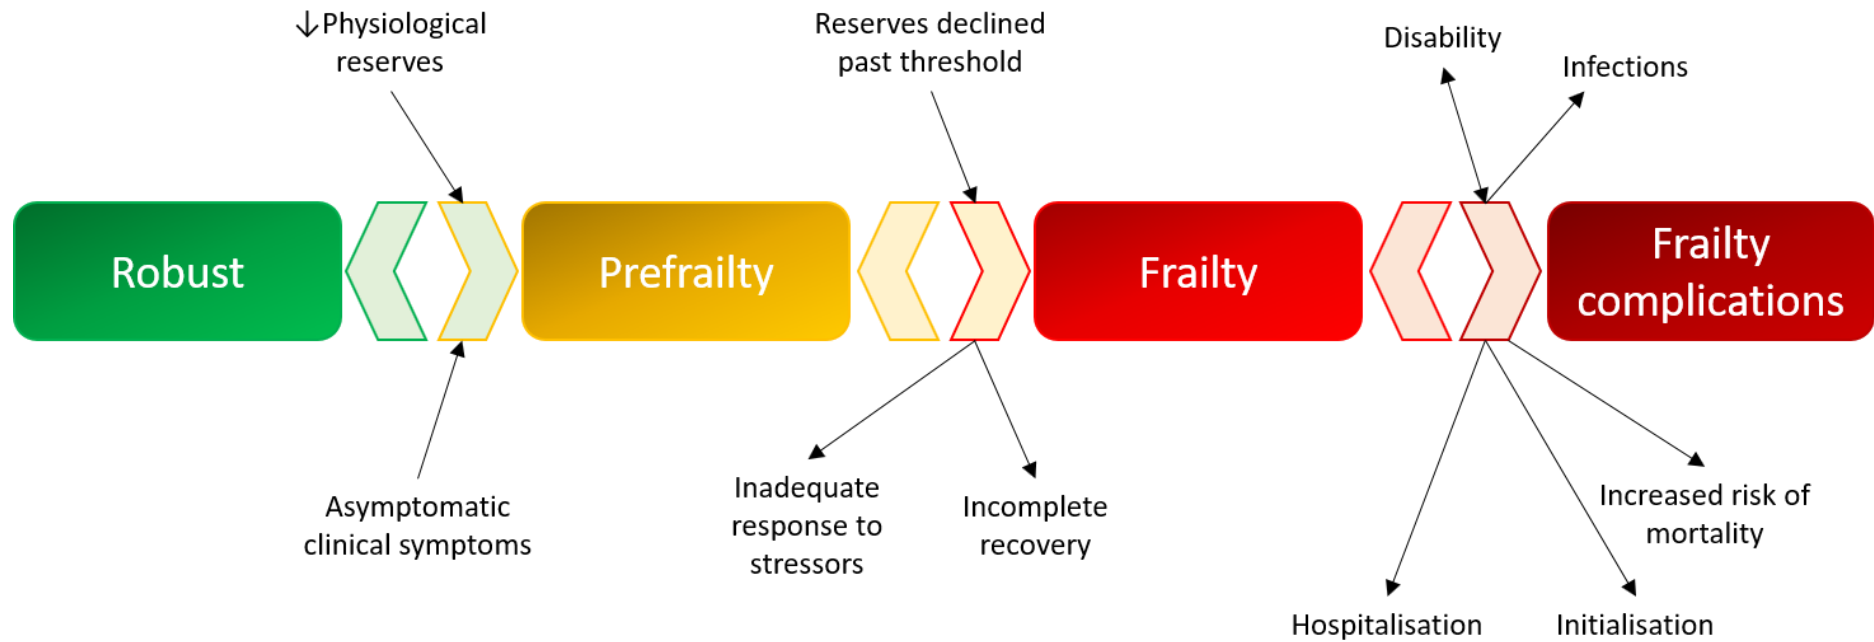 ↓Physiological
reserves
Reserves declined
past threshold
Disability
Infections
Robust
Prefrailty
Frailty
Frailty
complications
Asymptomatic
clinical symptoms
Inadequate
response to
stressors
Incomplete
recovery
Increased risk of
mortality
Hospitalisation
Initialisation